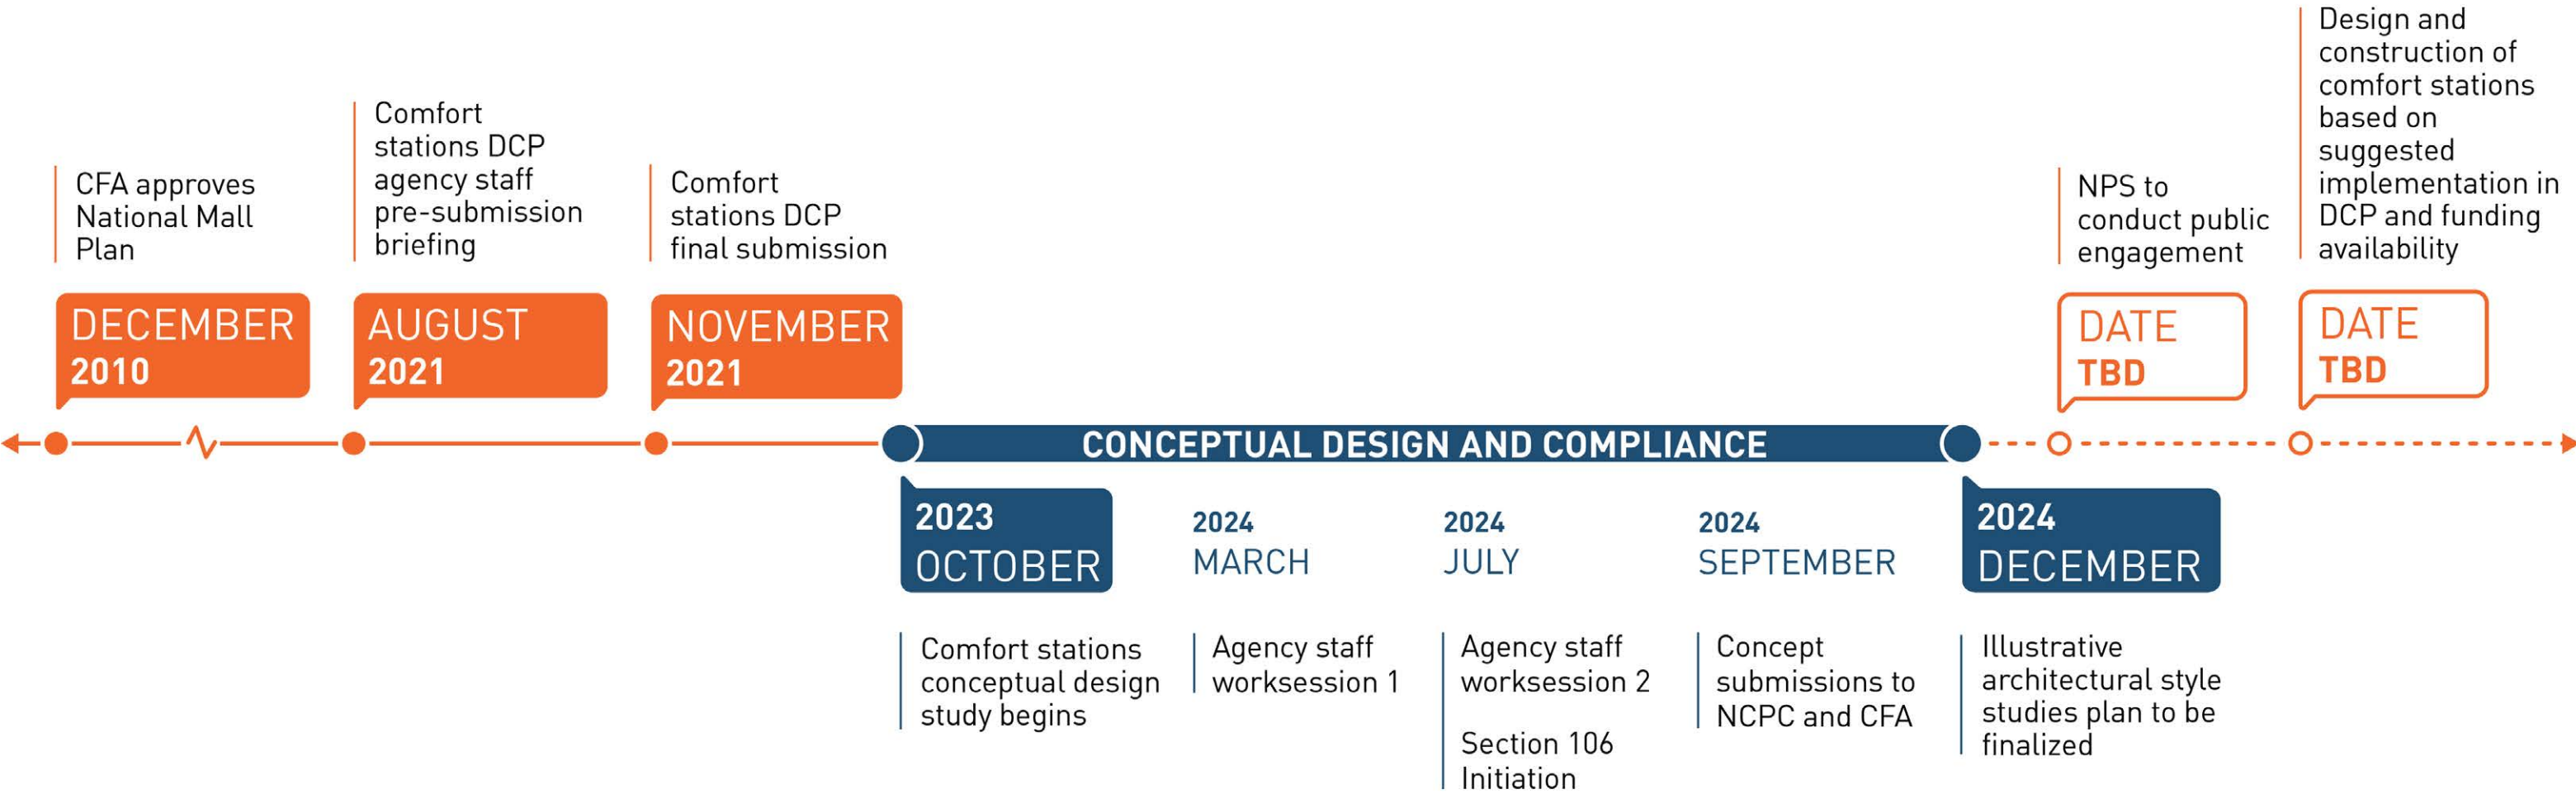 CFA approves
National Mall
Plan
DECEMBER
2010
Comfort
stations DCP
agency staff
pre-submission
briefing
AUGUST
2021
Comfort
stations DCP
final submission
NOVEMBER
2021
CONCEPTUAL DESIGN AND COMPLIANCE
2023
OCTOBER
Comfort stations
conceptual design
study begins
2024
MARCH
Agency staff
worksession 1
2024
JULY
Agency staff
worksession 2
Section 106
Initiation
2024
SEPTEMBER
Concept
submissions to
NCPC and CFA
2024
DECEMBER
Illustrative
architectural style
studies plan to be
finalized
NPS to
conduct public
engagement
DATE
TBD
Design and
construction of
comfort stations
based on
suggested
implementation in
DCP and funding
availability
DATE
TBD